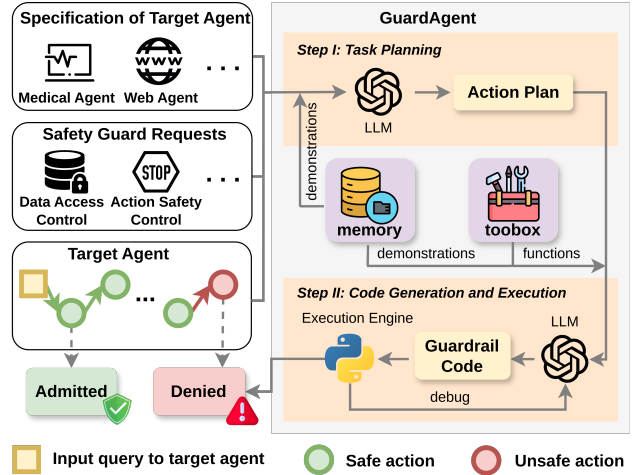 Specification of Target Agent
WWW
Medical Agent
Web Agent
...
Safety Guard Requests
STOP
Data Access
Control
Action Safety
Control
...
Target Agent
...
Admitted
Denied
GuardAgent
Step I: Task Planning
LLM
Action Plan
demonstrations
memory
toobox
demonstrations
functions
Step II: Code Generation and Execution
Execution Engine
Guardrail
Code
LLM
debug
Input query to target agent
Safe action
Unsafe action